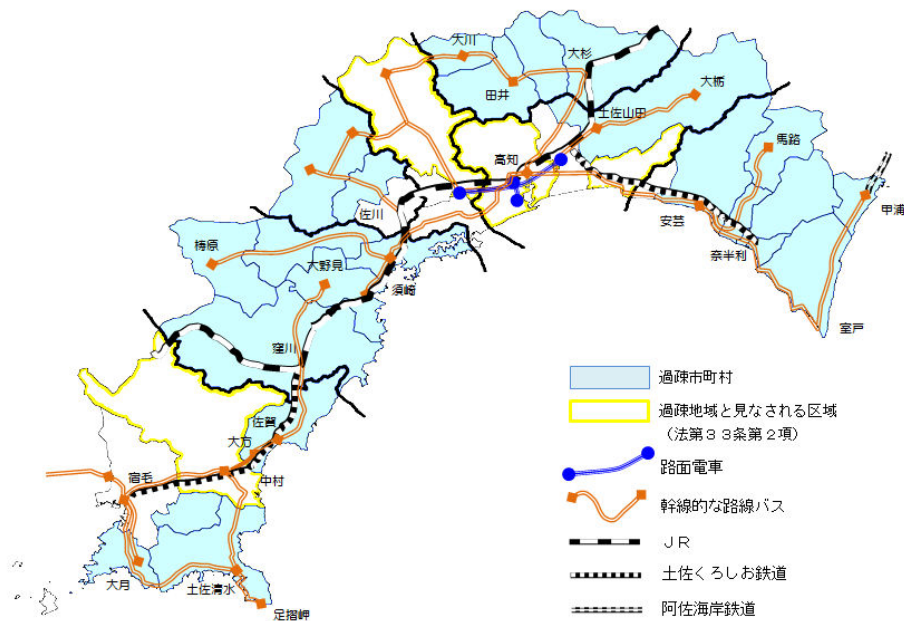 大川
大杉
田井
大栃
土佐山田
馬路
高知
甲浦
佐川
安芸
梼原
奈半利
大野見
須崎
室戸
窪川
過疎市町村
過疎地域と見なされる区域
(法第33条第2項)
佐賀
大方
路面電車
宿毛
中村
幹線的な路線バス
JR
大月
土佐清水
土佐くろしお鉄道
足摺岬
阿佐海岸鉄道